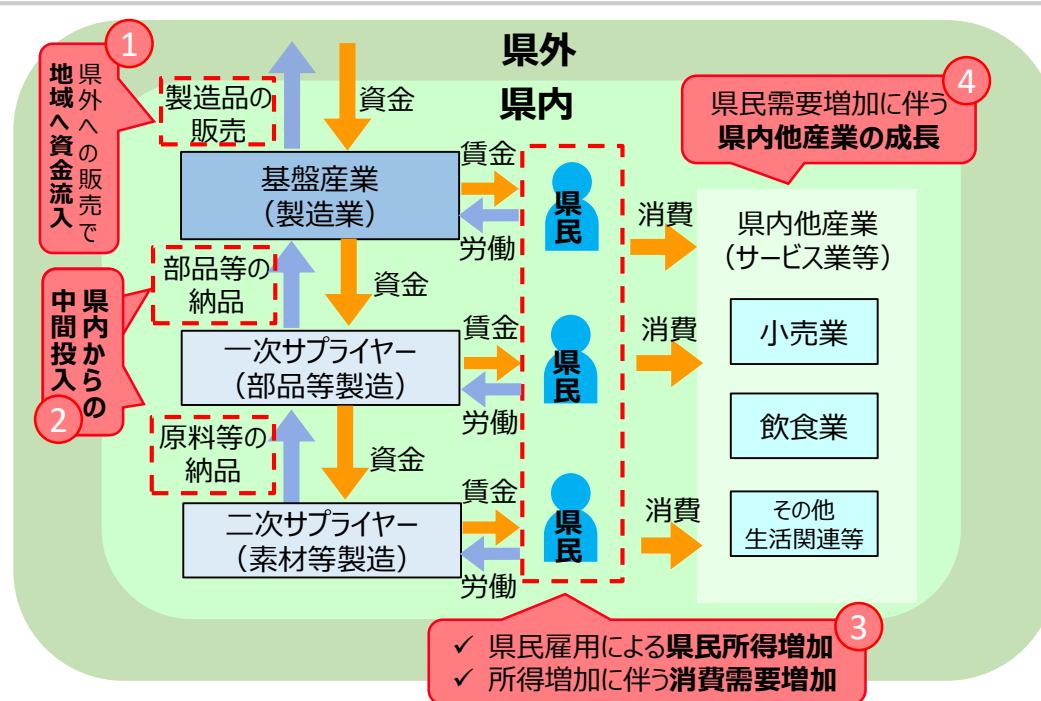 県外
県内
1
県外への販売で
地域へ資金流入
製造品の
販売
資金
基盤産業
（製造業）
賃金
労働
県民
消費
4
県民需要増加に伴う
県内他産業の成長
県内他産業
（サービス業等）
小売業
飲食業
その他
生活関連等
2
県内からの
中間投入
部品等の
納品
資金
一次サプライヤー
（部品等製造）
賃金
労働
県民
消費
原料等の
納品
資金
二次サプライヤー
（素材等製造）
賃金
労働
県民
消費
3
✓ 県民雇用による県民所得増加
✓ 所得増加に伴う消費需要増加